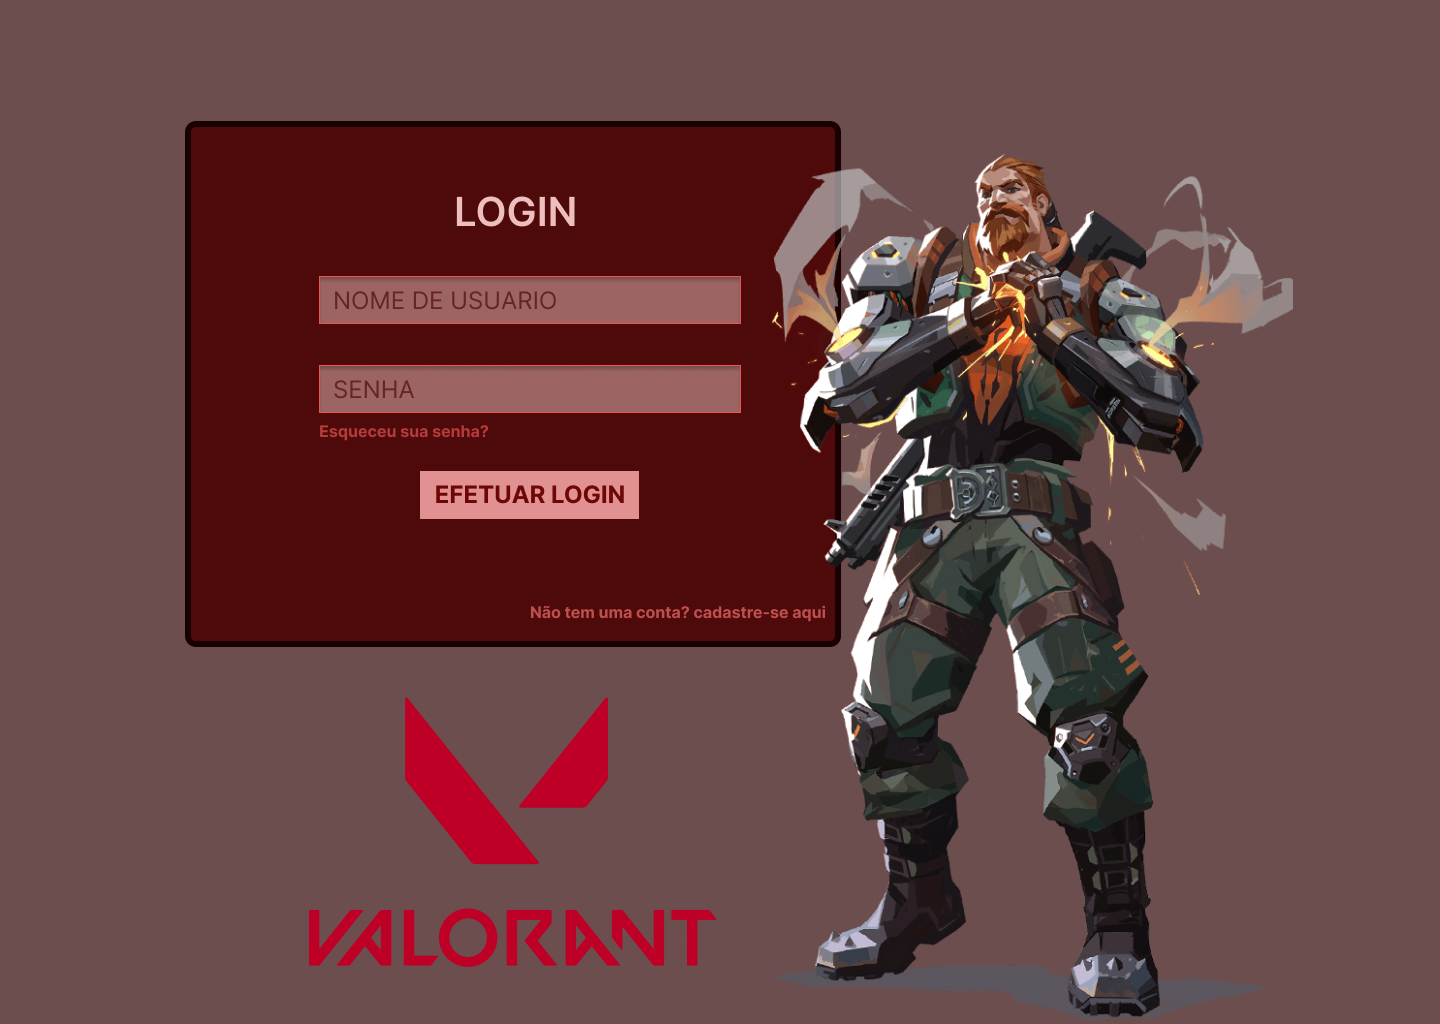 LOGIN
NOME DE USUARIO
SENHA
Esqueceu sua senha?
EFETUAR LOGIN
Não tem uma conta? cadastre-se aqui
VALORANT